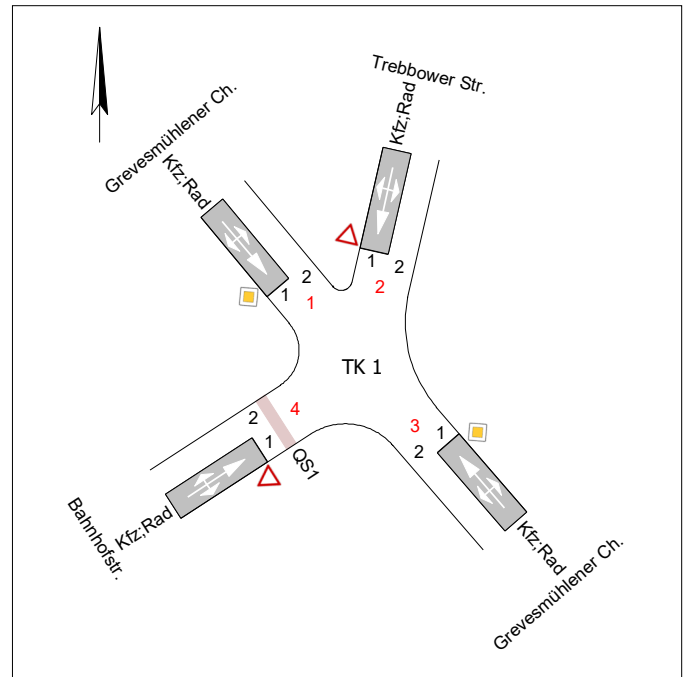 Trebbower Str.
Kfz;Rad
Grevesmühlener Ch.
Kfz;Rad
1
2
2
2
1
1
TK 1
4
2
1
QS1
3
1
2
Bahnhofstr.
Kfz;Rad
Kfz;Rad
Grevesmühlener Ch.